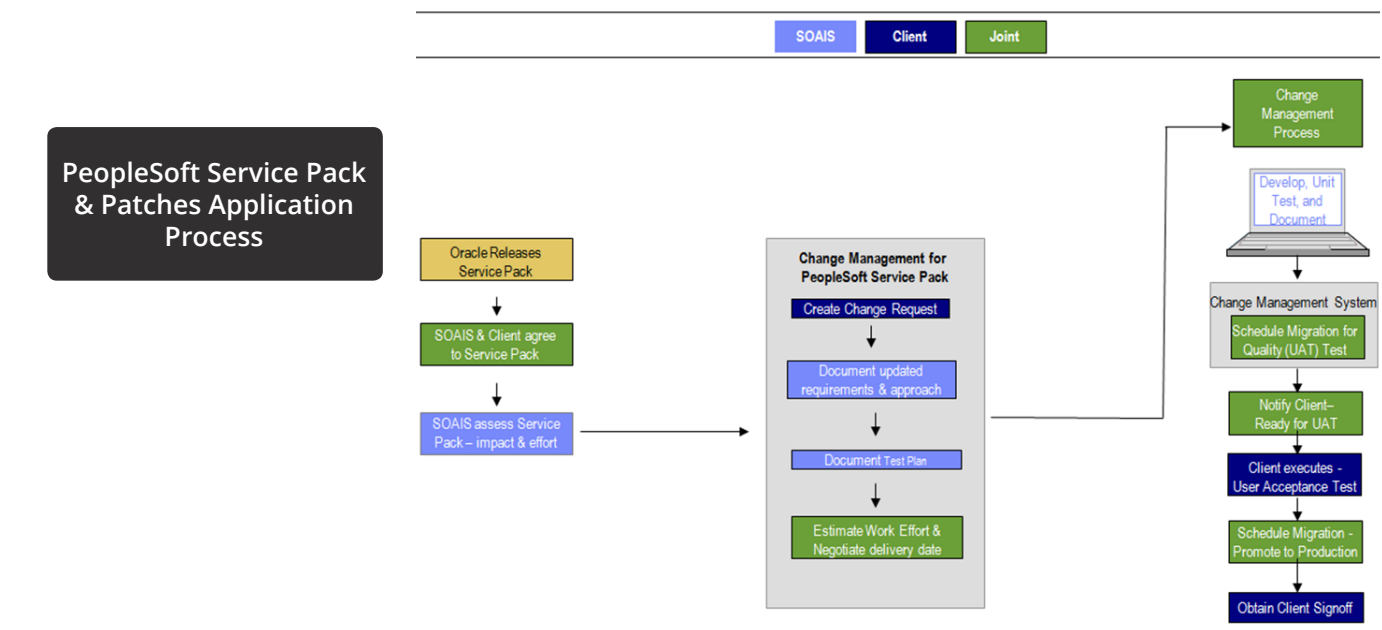 SOAIS
Client
Joint
PeopleSoft Service Pack
& Patches Application
Process
Oracle Releases
Service Pack
SOAIS & Client agree
to Service Pack
SOAIS assess Service
Pack – impact & effort
Change Management for
PeopleSoft Service Pack
Create Change Request
Document updated
requirements & approach
Document Test Plan
Estimate Work Effort &
Negotiate delivery date
Change
Management
Process
Develop, Unit
Test, and
Document
Change Management System
Schedule Migration for
Quality (UAT) Test
Notify Client–
Ready for UAT
Client executes -
User Acceptance Test
Schedule Migration -
Promote to Production
Obtain Client Signoff